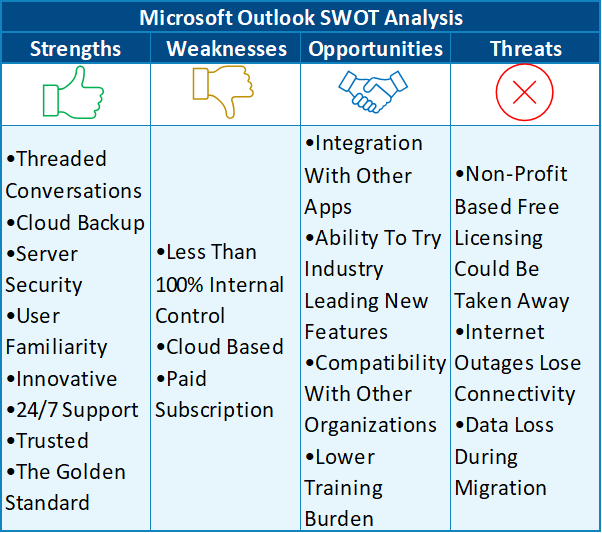 Microsoft Outlook SWOT Analysis
Strengths
Weaknesses
Opportunities
Threats
•Threaded
Conversations
•Cloud Backup
•Server
Security
•User
Familiarity
•Innovative
•24/7 Support
•Trusted
•The Golden
Standard
•Less Than
100% Internal
Control
•Cloud Based
•Paid
Subscription
•Integration
With Other
Apps
•Ability To Try
Industry
Leading New
Features
•Compatibility
With Other
Organizations
•Lower
Training
Burden
•Non-Profit
Based Free
Licensing
Could Be
Taken Away
•Internet
Outages Lose
Connectivity
•Data Loss
During
Migration